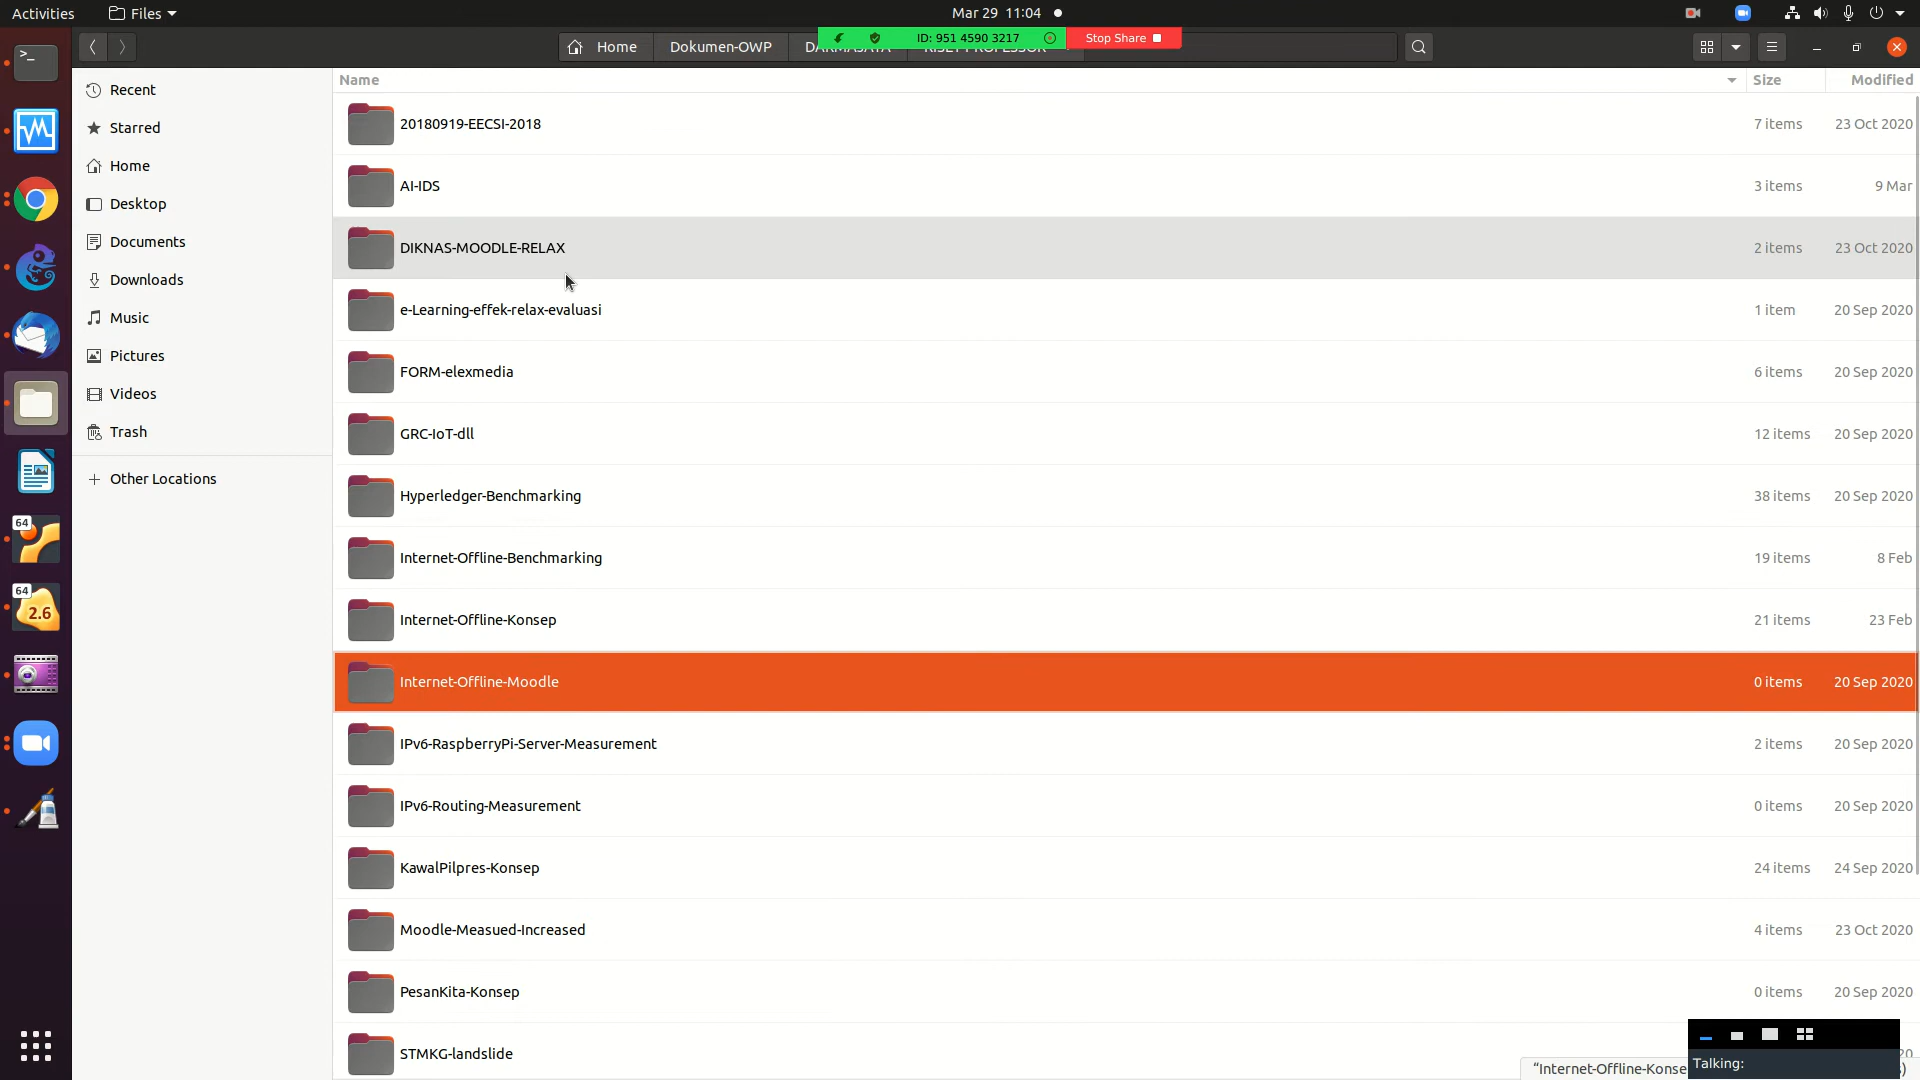 Activities Files Mar 29 11:04
Home Dokumen-OWP ID: 951 4590 3217 Stop Share
Name Size Modified
Recent
Starred
Home
Desktop
Documents
Downloads
Music
Pictures
Videos
Trash
Other Locations
20180919-EECSI-2018 7 items 23 Oct 2020
AI-IDS 3 items 9 Mar
DIKNAS-MOODLE-RELAX 2 items 23 Oct 2020
e-Learning-effek-relax-evaluasi 1 item 20 Sep 2020
FORM-elexmedia 6 items 20 Sep 2020
GRC-IoT-dll 12 items 20 Sep 2020
Hyperledger-Benchmarking 38 items 20 Sep 2020
Internet-Offline-Benchmarking 19 items 8 Feb
Internet-Offline-Konsep 21 items 23 Feb
Internet-Offline-Moodle 0 items 20 Sep 2020
IPv6-RaspberryPi-Server-Measurement 2 items 20 Sep 2020
IPv6-Routing-Measurement 0 items 20 Sep 2020
KawalPilpres-Konsep 24 items 24 Sep 2020
Moodle-Measued-Increased 4 items 23 Oct 2020
PesanKita-Konsep 0 items 20 Sep 2020
STMKG-landslide
64
64
2.6
Talking:
"Internet-Offline-Konse